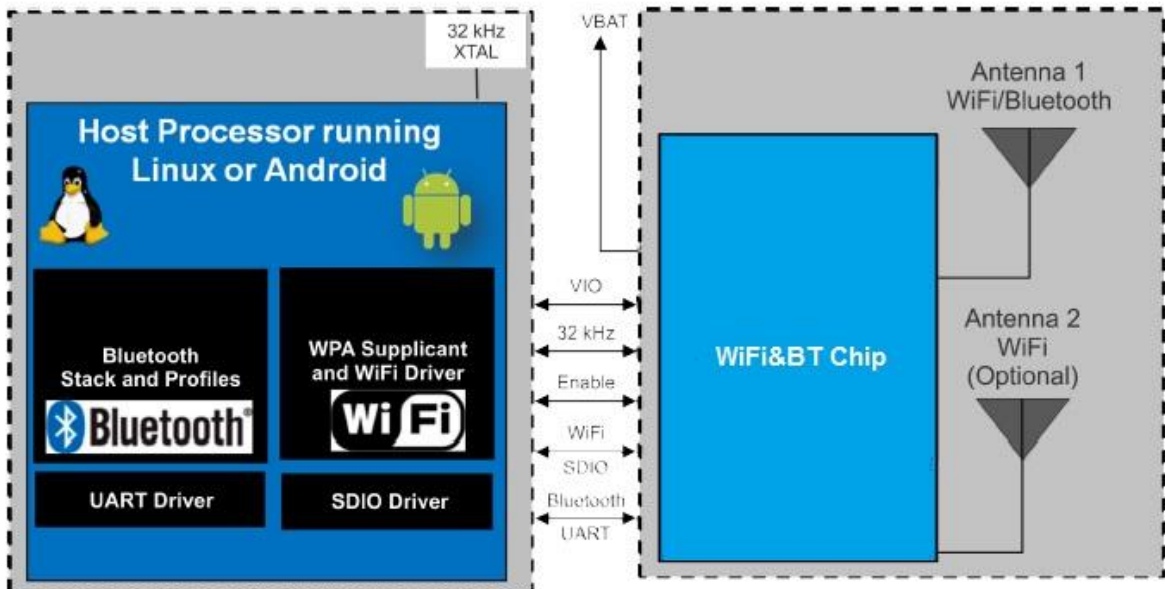 32 kHz
XTAL
Host Processor running
Linux or Android
Bluetooth
Stack and Profiles
Bluetooth®
WPA Supplicant
and WiFi Driver
Wi Fi
UART Driver
SDIO Driver
VBAT
VIO
32 kHz
Enable
WiFi
SDIO
Bluetooth
UART
WiFi&BT Chip
Antenna 1
WiFi/Bluetooth
Antenna 2
WiFi
(Optional)